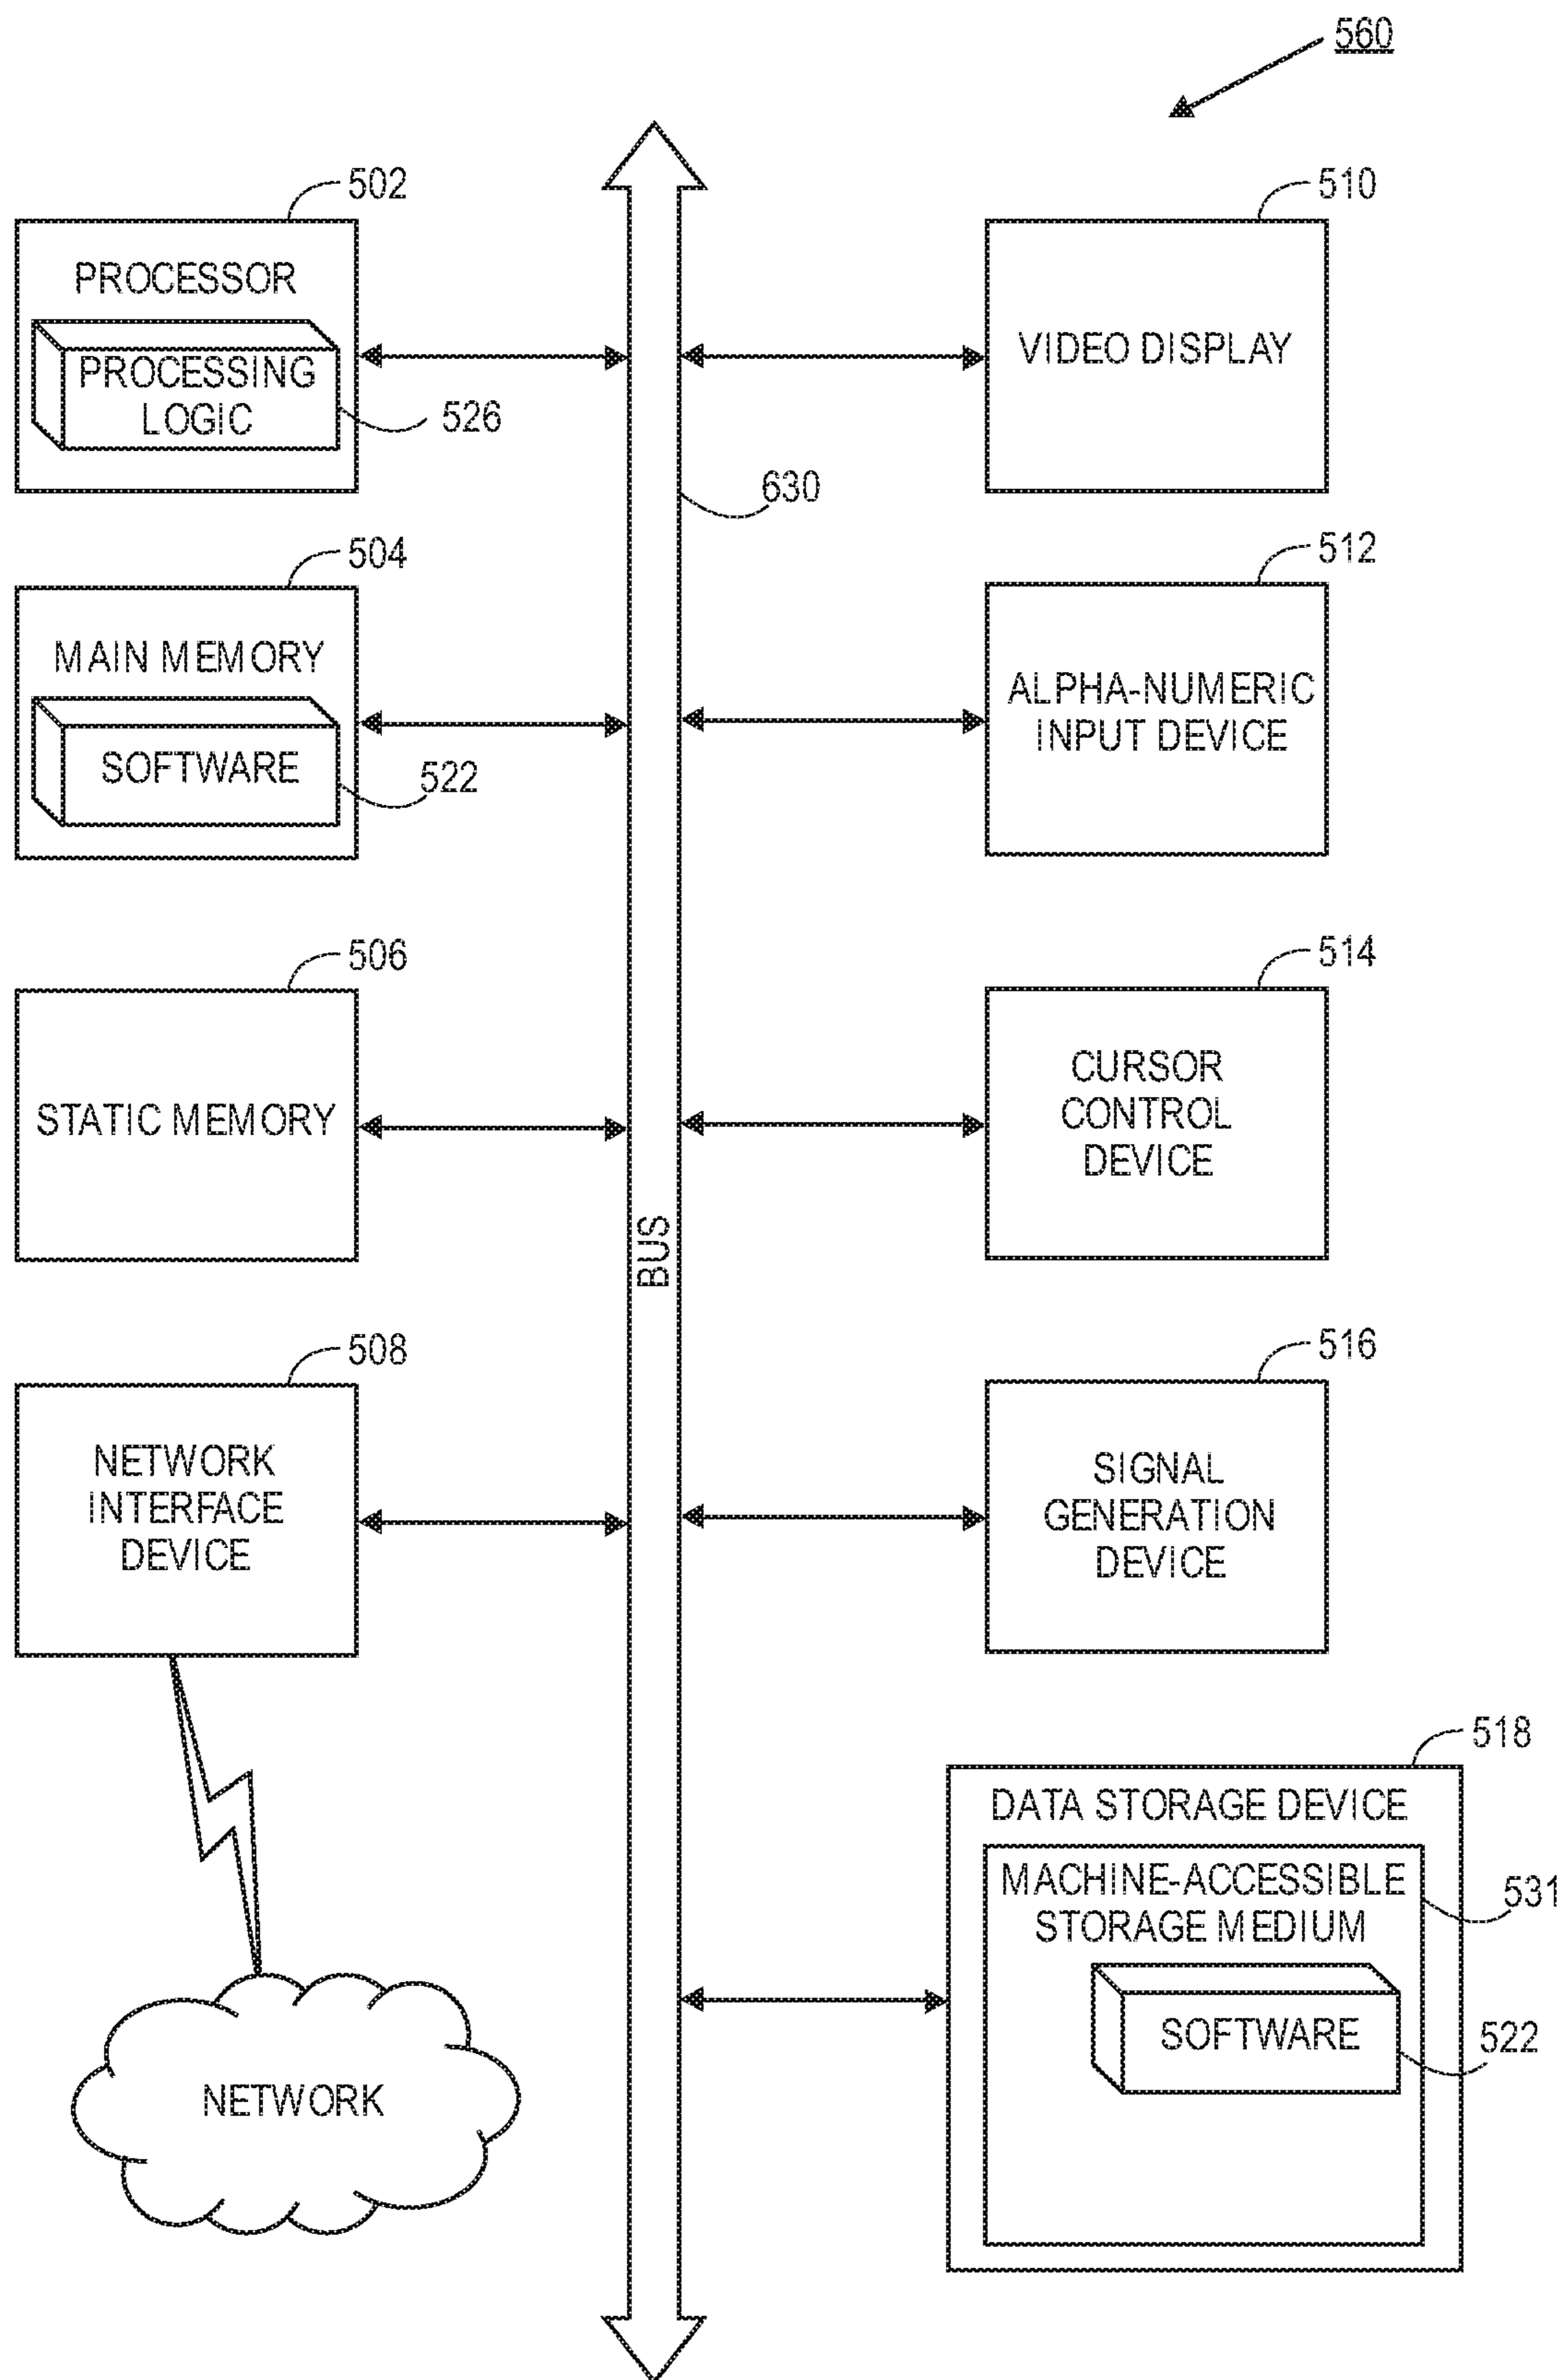 560
502
PROCESSOR
PROCESSING
LOGIC
526
510
VIDEO DISPLAY
630
504
MAIN MEMORY
SOFTWARE
522
512
ALPHA-NUMERIC
INPUT DEVICE
506
STATIC MEMORY
514
CURSOR
CONTROL
DEVICE
BUS
508
NETWORK
INTERFACE
DEVICE
516
SIGNAL
GENERATION
DEVICE
518
DATA STORAGE DEVICE
MACHINE-ACCESSIBLE
STORAGE MEDIUM
531
SOFTWARE
522
NETWORK